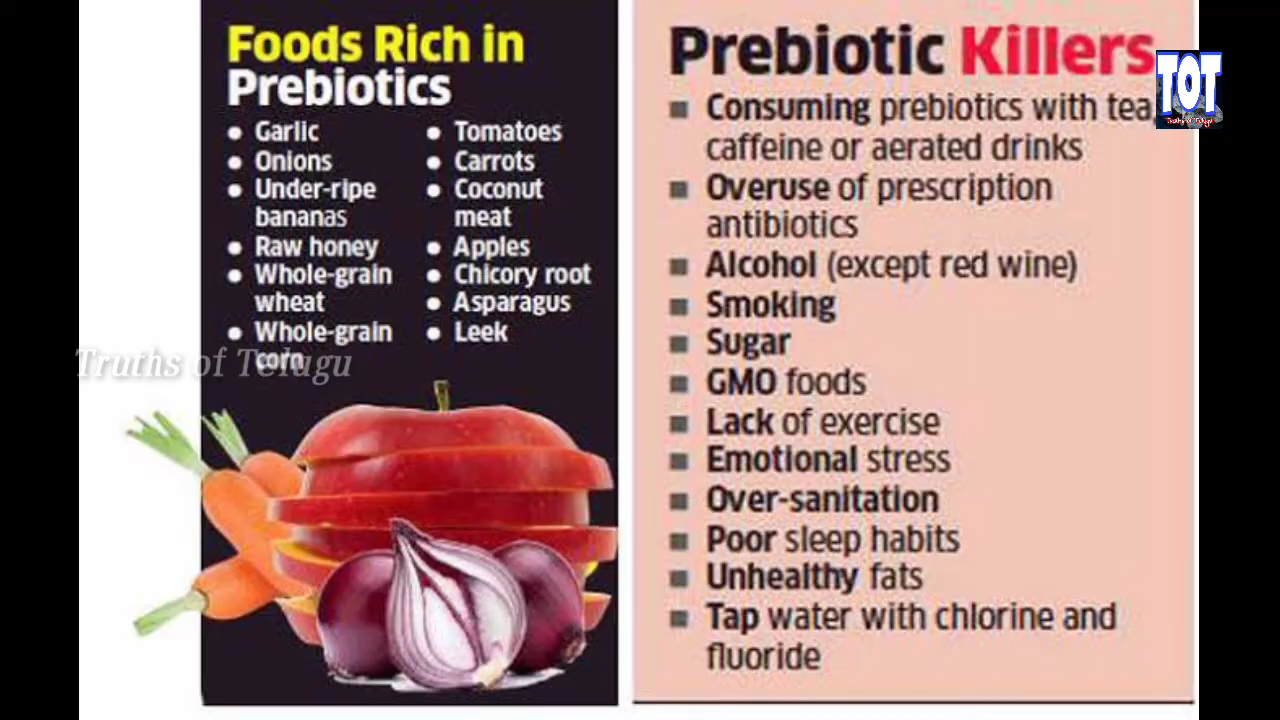 Foods Rich in
Prebiotics
• Garlic
• Onions
• Under-ripe
bananas
• Raw honey
• Whole-grain
wheat
• Whole-grain
corn
• Tomatoes
• Carrots
• Coconut
meat
• Apples
• Chicory root
• Asparagus
• Leek
Truths of Telugu
Prebiotic Killers
TOT
Truths of Telugu
■ Consuming prebiotics with tea,
caffeine or aerated drinks
■ Overuse of prescription
antibiotics
■ Alcohol (except red wine)
■ Smoking
■ Sugar
■ GMO foods
■ Lack of exercise
■ Emotional stress
■ Over-sanitation
■ Poor sleep habits
■ Unhealthy fats
■ Tap water with chlorine and
fluoride